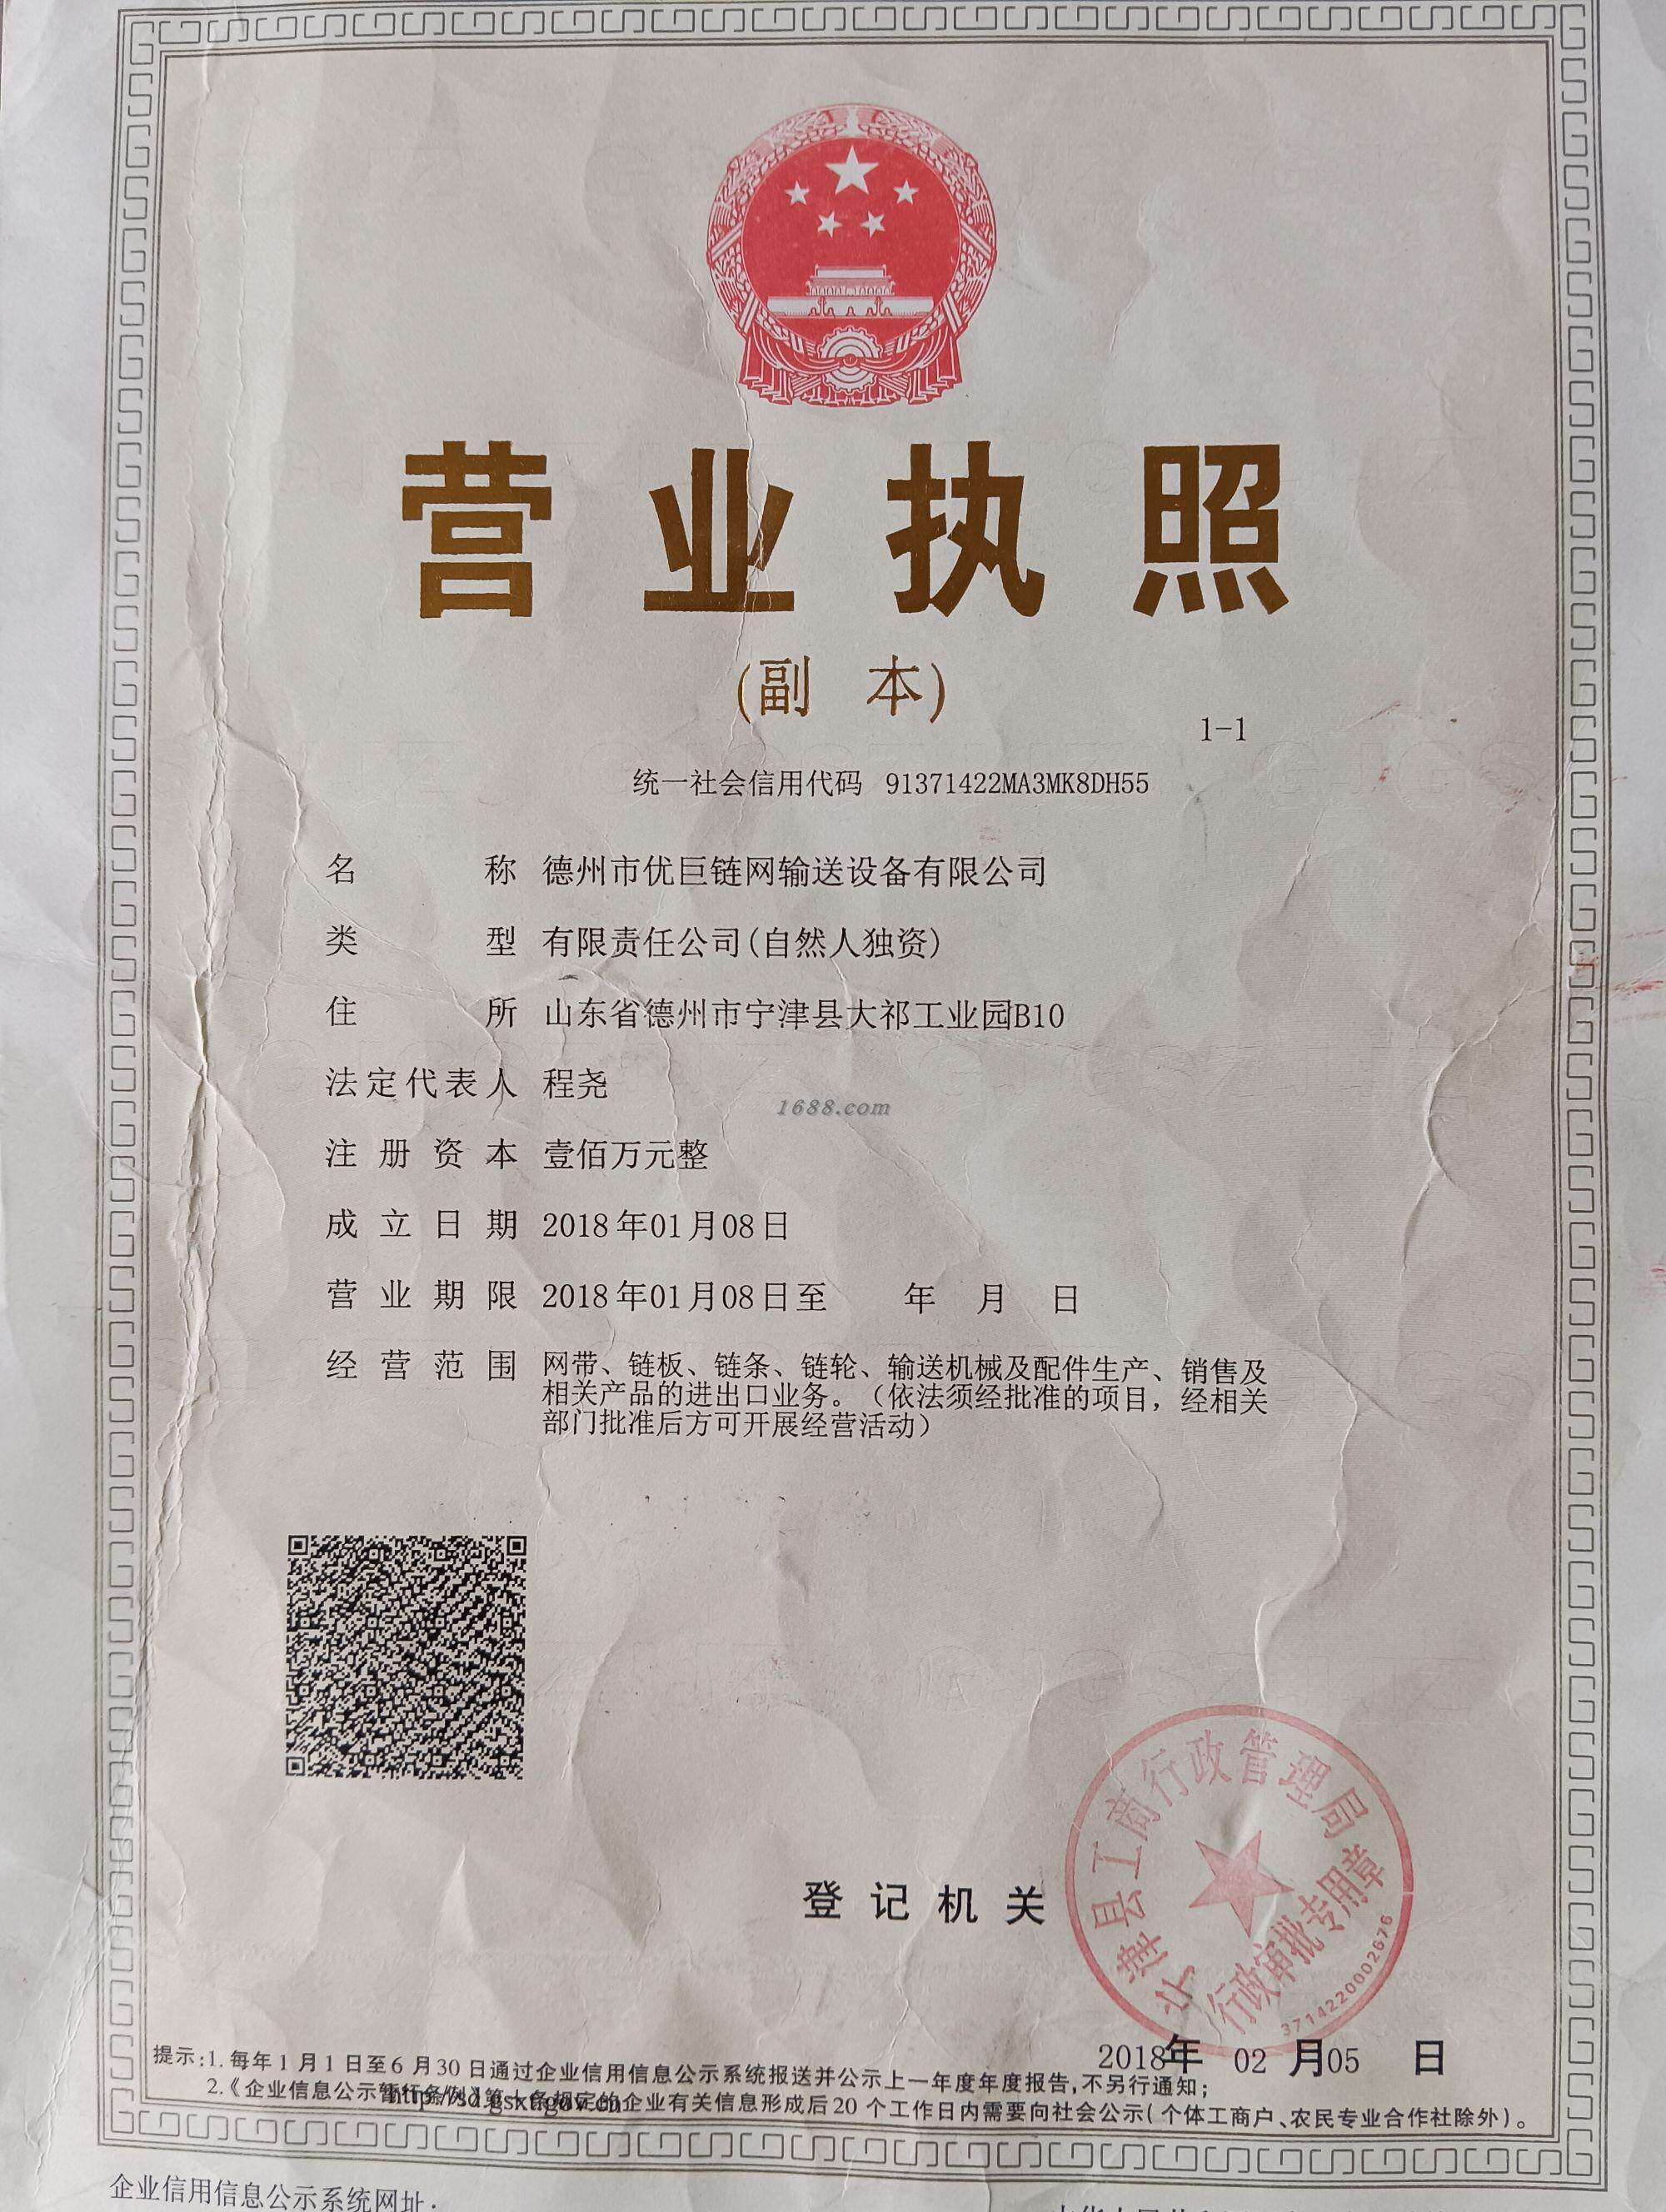 营业执照
(副 本)
1-1
统一社会信用代码 91371422MA3MK8DH55
名 称 德州市优巨链网输送设备有限公司
类 型 有限责任公司(自然人独资)
住 所 山东省德州市宁津县大祁工业园B10
法定代表人 程尧
1688.com
注册资本 壹佰万元整
成立日期 2018年01月08日
营业期限 2018年01月08日至 年 月 日
经营范围 网带、链板、链条、链轮、输送机械及配件生产、销售及
相关产品的进出口业务。（依法须经批准的项目，经相关
部门批准后方可开展经营活动）
宁津县工商行政管理局
行政审批专用章
3714220002676
登记机关
2018年 02 月05 日
提示:1. 每年1月1日至6月30日通过企业信用信息公示系统报送并公示上一年度年度报告,不另行通知；
2.《企业信息公示暂行条例》第十条规定的企业有关信息形成后20个工作日内需要向社会公示(个体工商户、农民专业合作社除外)。
http://sd.gsxt.gov.cn
企业信用信息公示系统网址：